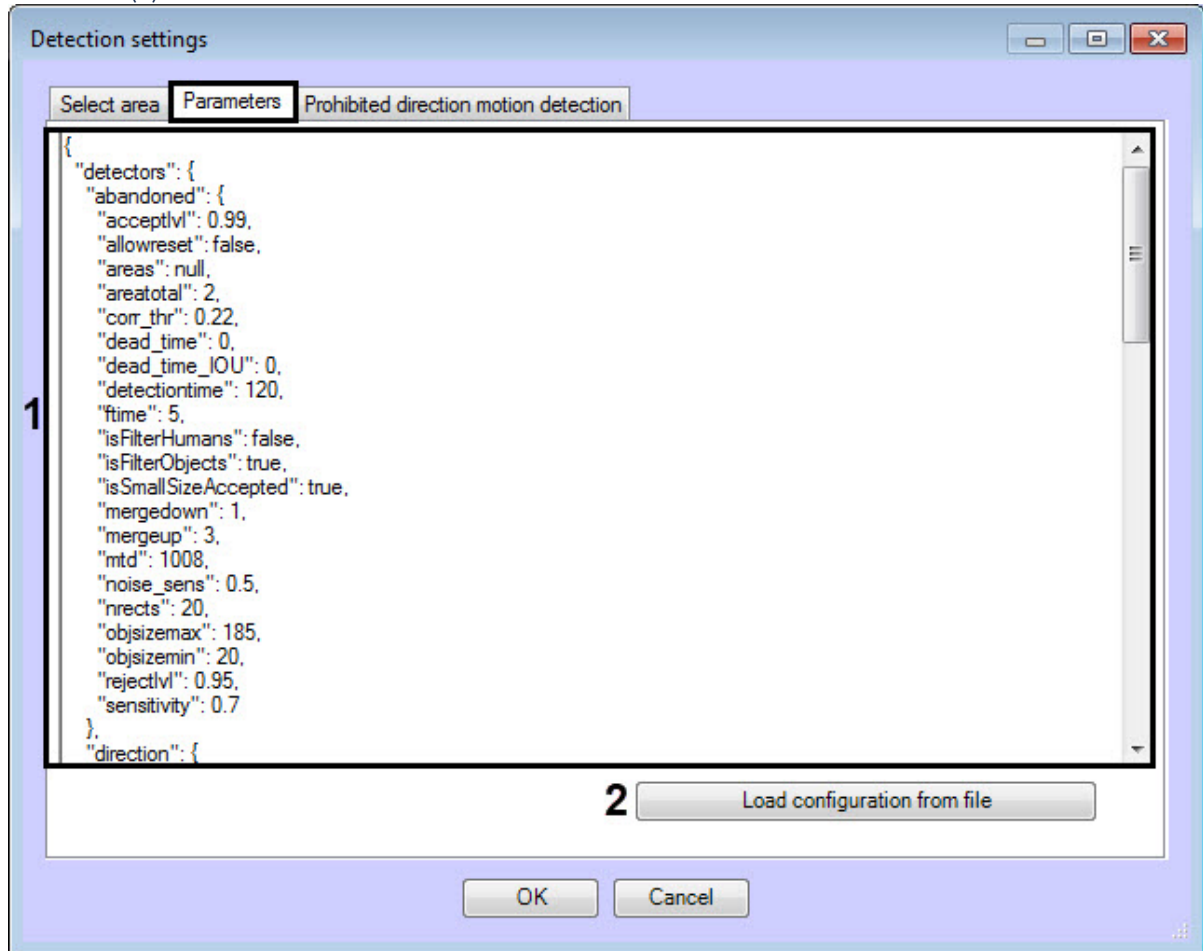 Detection settings
Select area Parameters Prohibited direction motion detection
{
"detectors": {
"abandoned": {
"acceptlvl": 0.99,
"allowreset": false,
"areas": null,
"areatotal": 2,
"corr_thr": 0.22,
"dead_time": 0,
"dead_time_IOU": 0,
"detectiontime": 120,
"ftime": 5,
"isFilterHumans": false,
"isFilterObjects": true,
"isSmallSizeAccepted": true,
"mergedown": 1,
"mergeup": 3,
"mtd": 1008,
"noise_sens": 0.5,
"nrects": 20,
"objsizemax": 185,
"objsizemin": 20,
"rejectlvl": 0.95,
"sensitivity": 0.7
},
"direction": {
1
2 Load configuration from file
OK Cancel